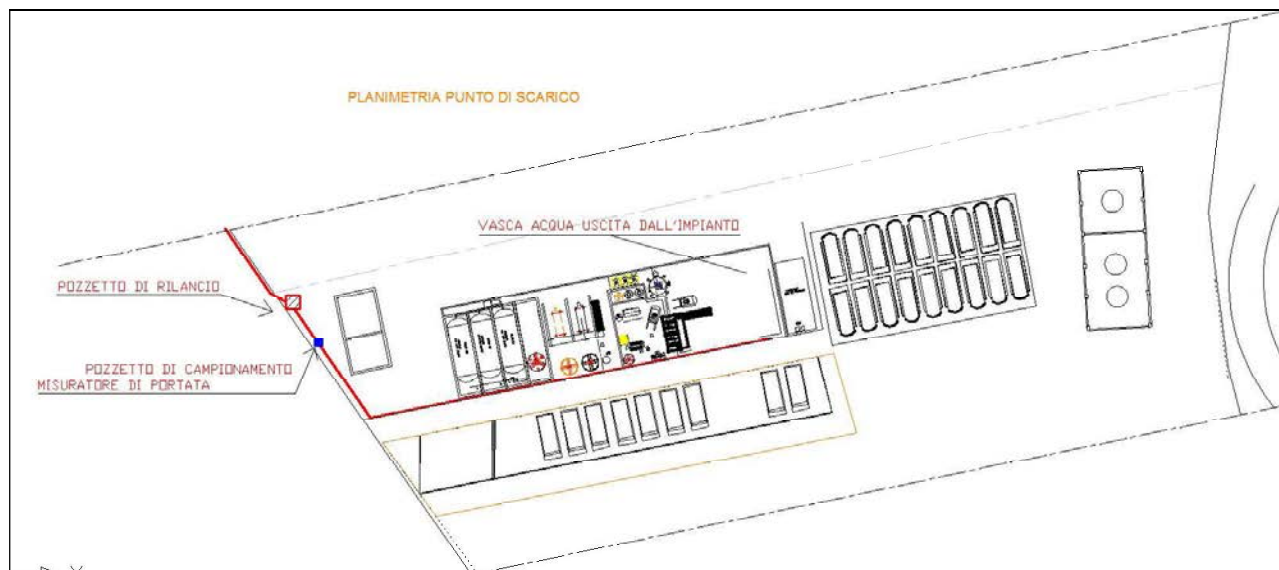 PLANIMETRIA PUNTO DI SCARICO
VASCA ACQUA USCITA DALL'IMPIANTO
POZZETTO DI RILANCIO
POZZETTO DI CAMPIONAMENTO
MISURATORE DI PORTATA